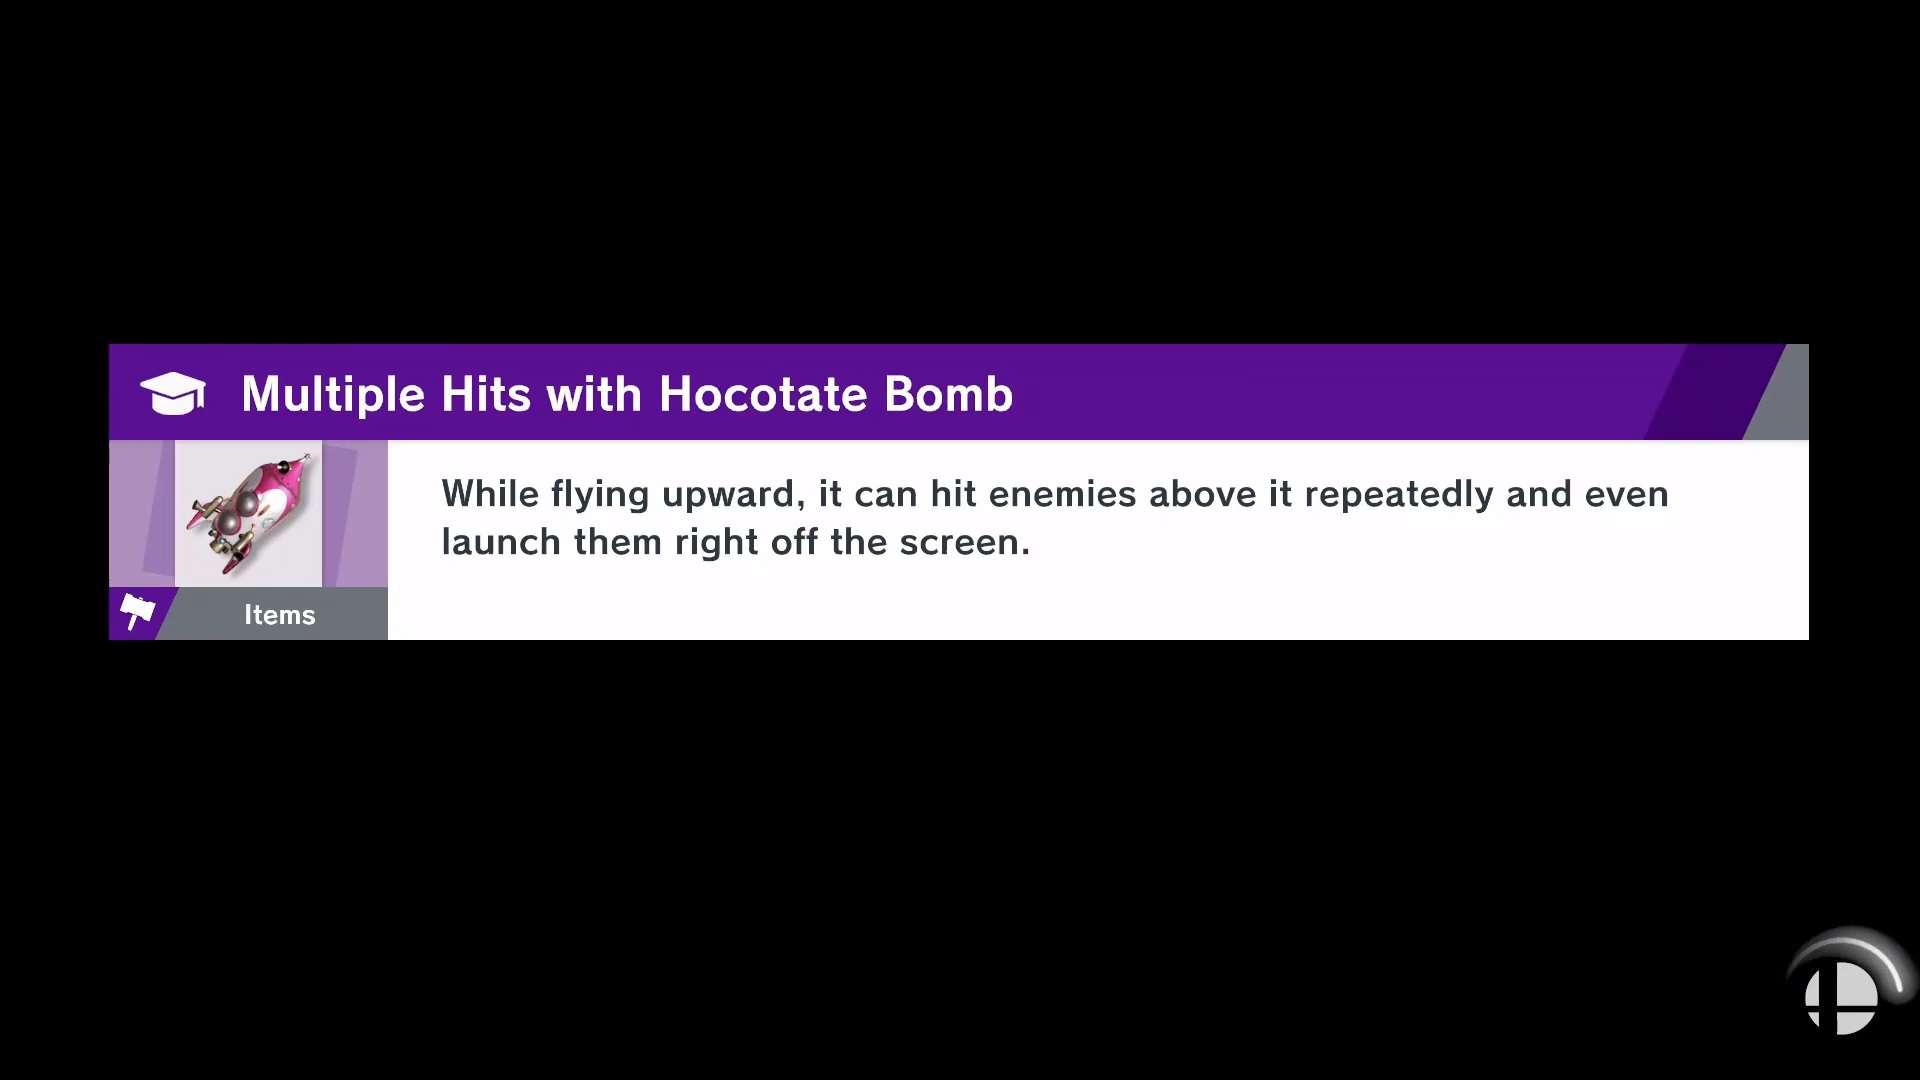 Multiple Hits with Hocotate Bomb
While flying upward, it can hit enemies above it repeatedly and even
launch them right off the screen.
Items